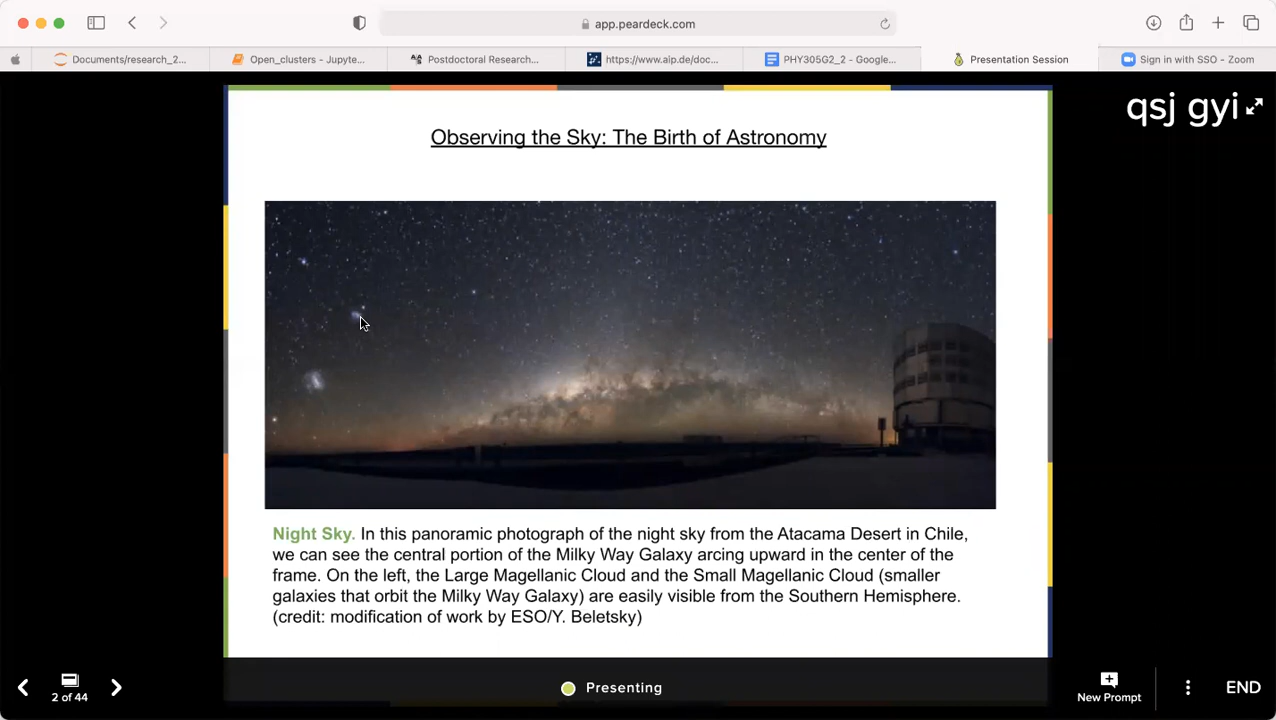 app.peardeck.com
Documents/research_2...
Open_clusters - Jupyte...
Postdoctoral Research...
https://www.aip.de/doc...
PHY305G2_2 - Google...
Presentation Session
Sign in with SSO - Zoom
qsj gyi
Observing the Sky: The Birth of Astronomy
Night Sky. In this panoramic photograph of the night sky from the Atacama Desert in Chile,
we can see the central portion of the Milky Way Galaxy arcing upward in the center of the
frame. On the left, the Large Magellanic Cloud and the Small Magellanic Cloud (smaller
galaxies that orbit the Milky Way Galaxy) are easily visible from the Southern Hemisphere.
(credit: modification of work by ESO/Y. Beletsky)
2 of 44
Presenting
New Prompt
END